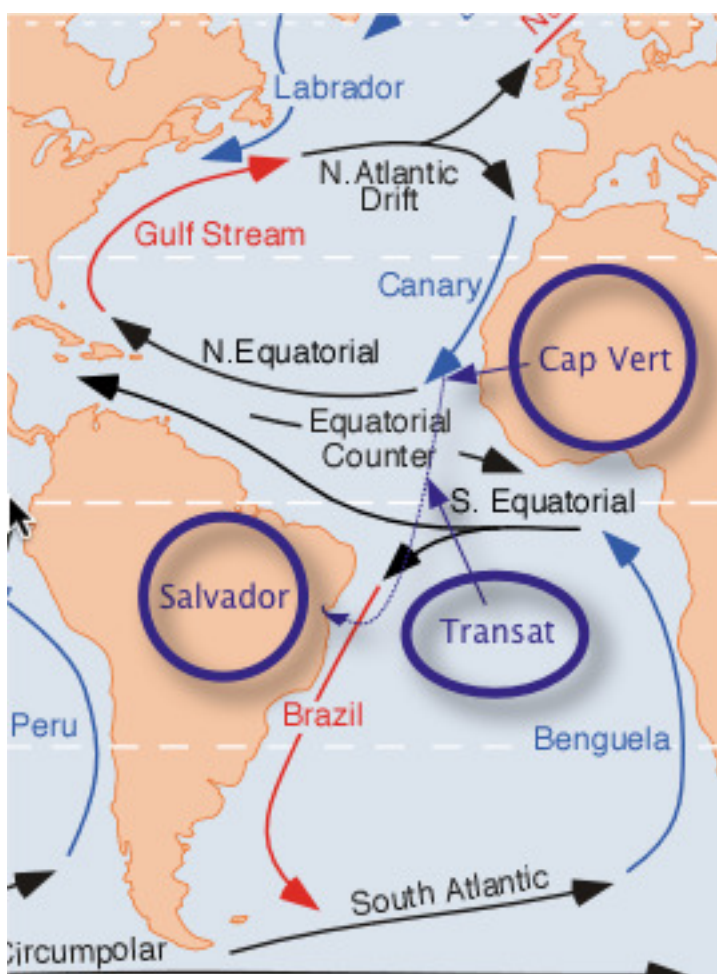 Labrador
N. Atlantic
Drift
Gulf Stream
Canary
N. Equatorial
Cap Vert
Equatorial
Counter
S. Equatorial
Salvador
Transat
Brazil
Peru
Benguela
South Atlantic
Circumpolar